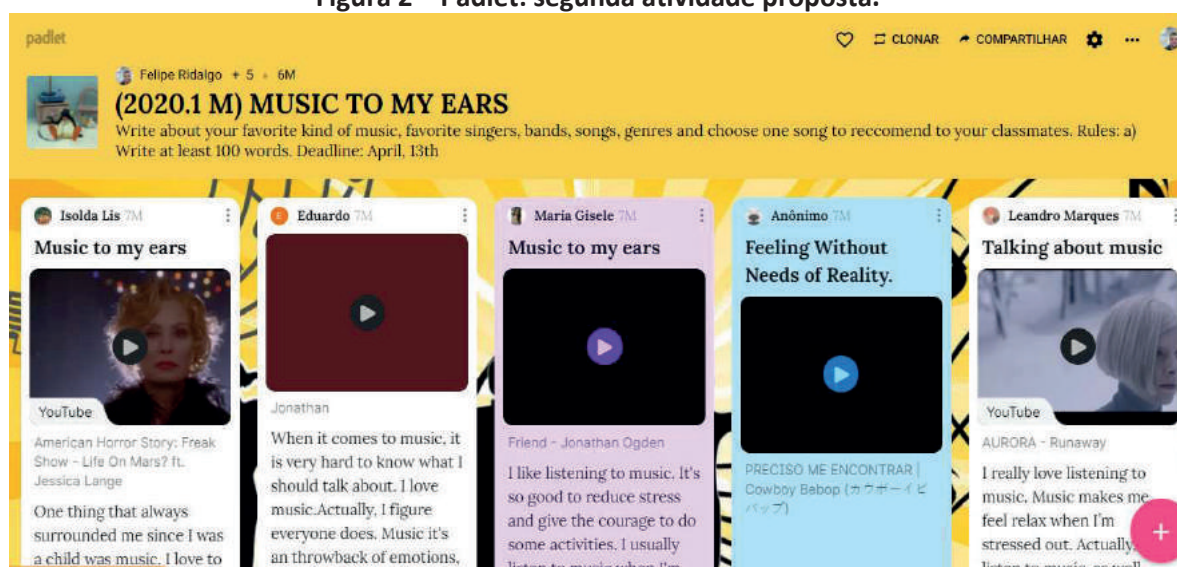 Figura 2 – Padlet: segunda atividade proposta.
padlet
CLONAR
COMPARTILHAR
Felipe Ridalgo + 5 • 6M
(2020.1 M) MUSIC TO MY EARS
Write about your favorite kind of music, favorite singers, bands, songs, genres and choose one song to reccomend to your classmates. Rules: a)
Write at least 100 words. Deadline: April, 13th
Isolda Lis 7M
Music to my ears
YouTube
American Horror Story: Freak
Show - Life On Mars? ft.
Jessica Lange
One thing that always
surrounded me since I was
a child was music. I love to
E
Eduardo 7M
Jonathan
When it comes to music, it
is very hard to know what I
should talk about. I love
music.Actually, I figure
everyone does. Music it's
an throwback of emotions,
Maria Gisele 7M
Music to my ears
Friend - Jonathan Ogden
I like listening to music. It's
so good to reduce stress
and give the courage to do
some activities. I usually
listen to music when I'm
Anônimo 7M
Feeling Without
Needs of Reality.
PRECISO ME ENCONTRAR |
Cowboy Bebop (カウボーイビ
バップ)
Leandro Marques 7M
Talking about music
YouTube
AURORA - Runaway
I really love listening to
music. Music makes me
feel relax when I'm
stressed out. Actually,
listen to music, as well